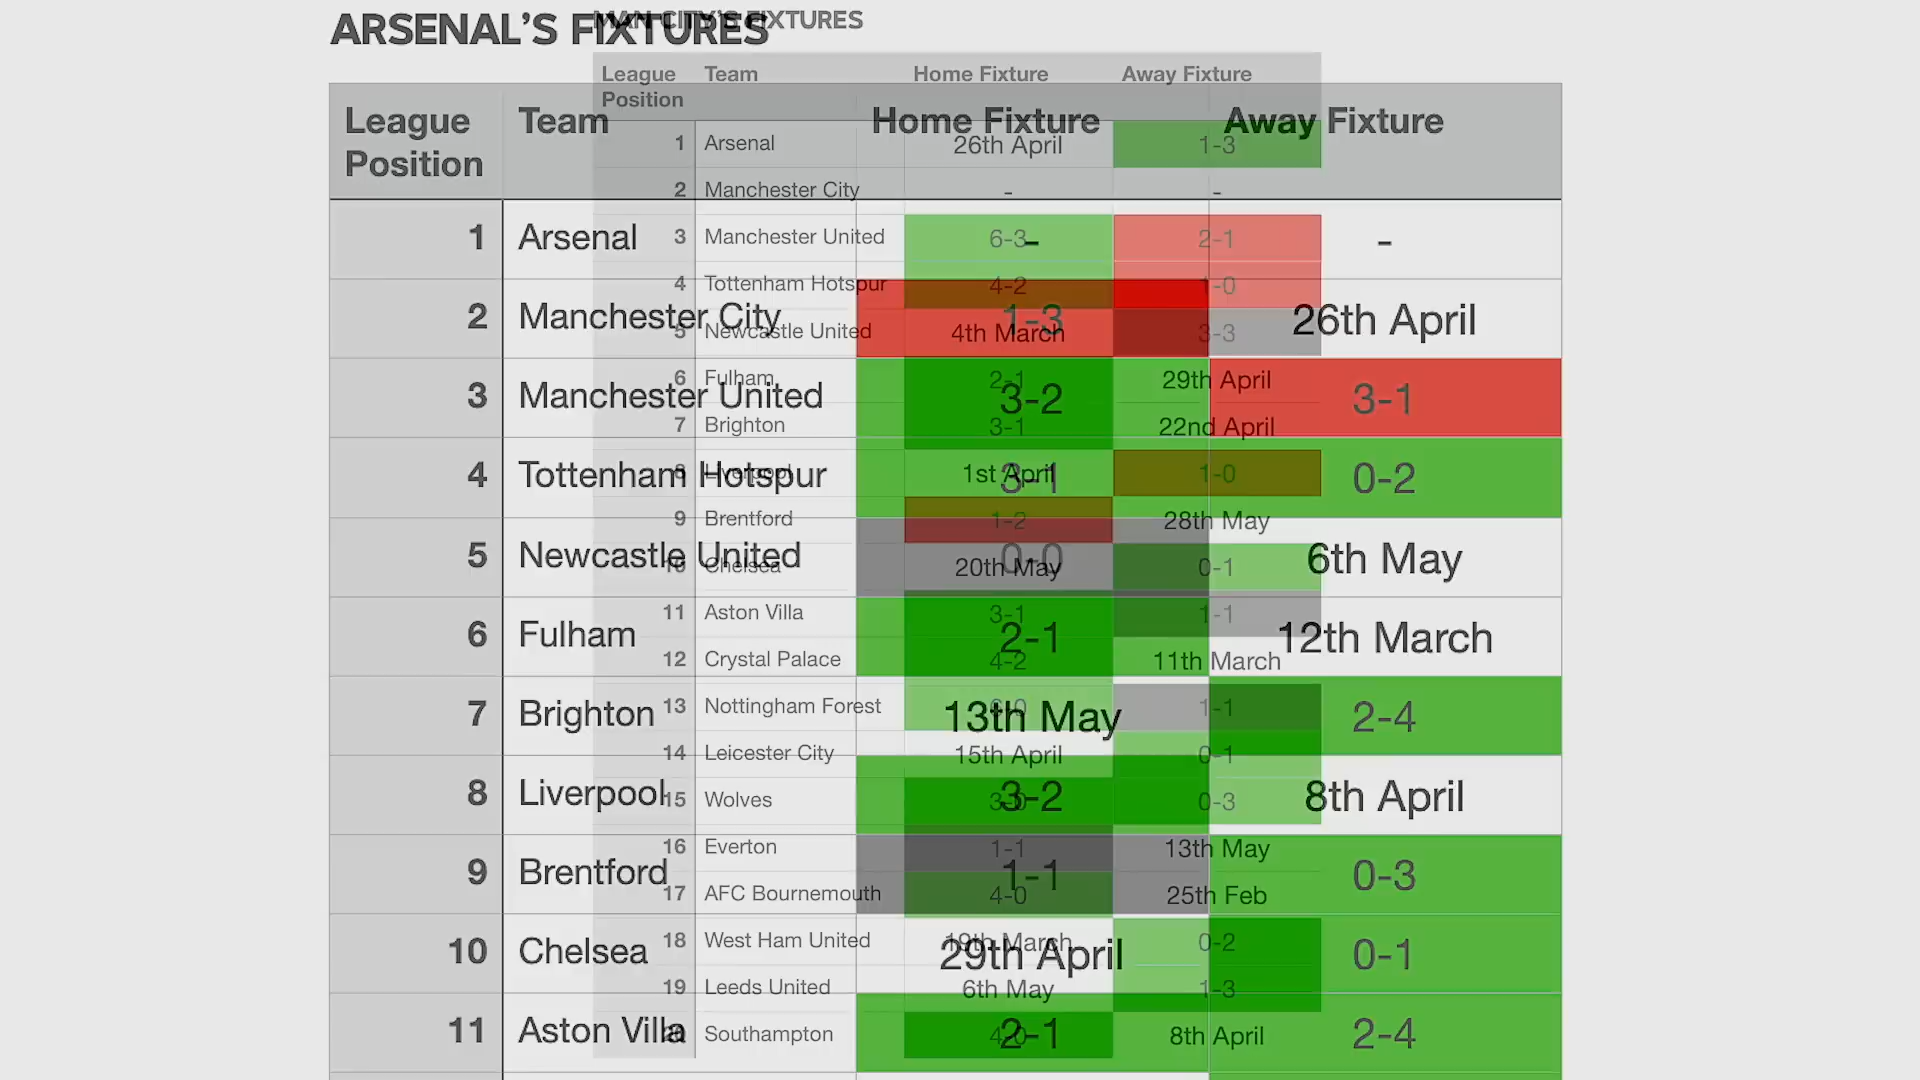 ARSENAL'S FIXTURES
League Position Team Home Fixture Away Fixture
1 Arsenal - -
2 Manchester City 1-3 26th April
3 Manchester United 3-2 3-1
4 Tottenham Hotspur 3-1 0-2
5 Newcastle United 0-0 6th May
6 Fulham 2-1 12th March
7 Brighton 13th May 2-4
8 Liverpool 3-2 8th April
9 Brentford 1-1 0-3
10 Chelsea 29th April 0-1
11 Aston Villa 2-1 2-4
MAN CITY'S FIXTURES
League Position Team Home Fixture Away Fixture
1 Arsenal 26th April 1-3
2 Manchester City - -
3 Manchester United 6-3 2-1
4 Tottenham Hotspur 4-2 1-0
5 Newcastle United 4th March 3-3
6 Fulham 2-1 29th April
7 Brighton 3-1 22nd April
8 Liverpool 1st April 1-0
9 Brentford 1-2 28th May
10 Chelsea 20th May 0-1
11 Aston Villa 3-1 1-1
12 Crystal Palace 4-2 11th March
13 Nottingham Forest 1-1
14 Leicester City 15th April 0-1
15 Wolves 3-0 0-3
16 Everton 1-1 13th May
17 AFC Bournemouth 4-0 25th Feb
18 West Ham United 19th March 0-2
19 Leeds United 6th May 1-3
20 Southampton 8th April